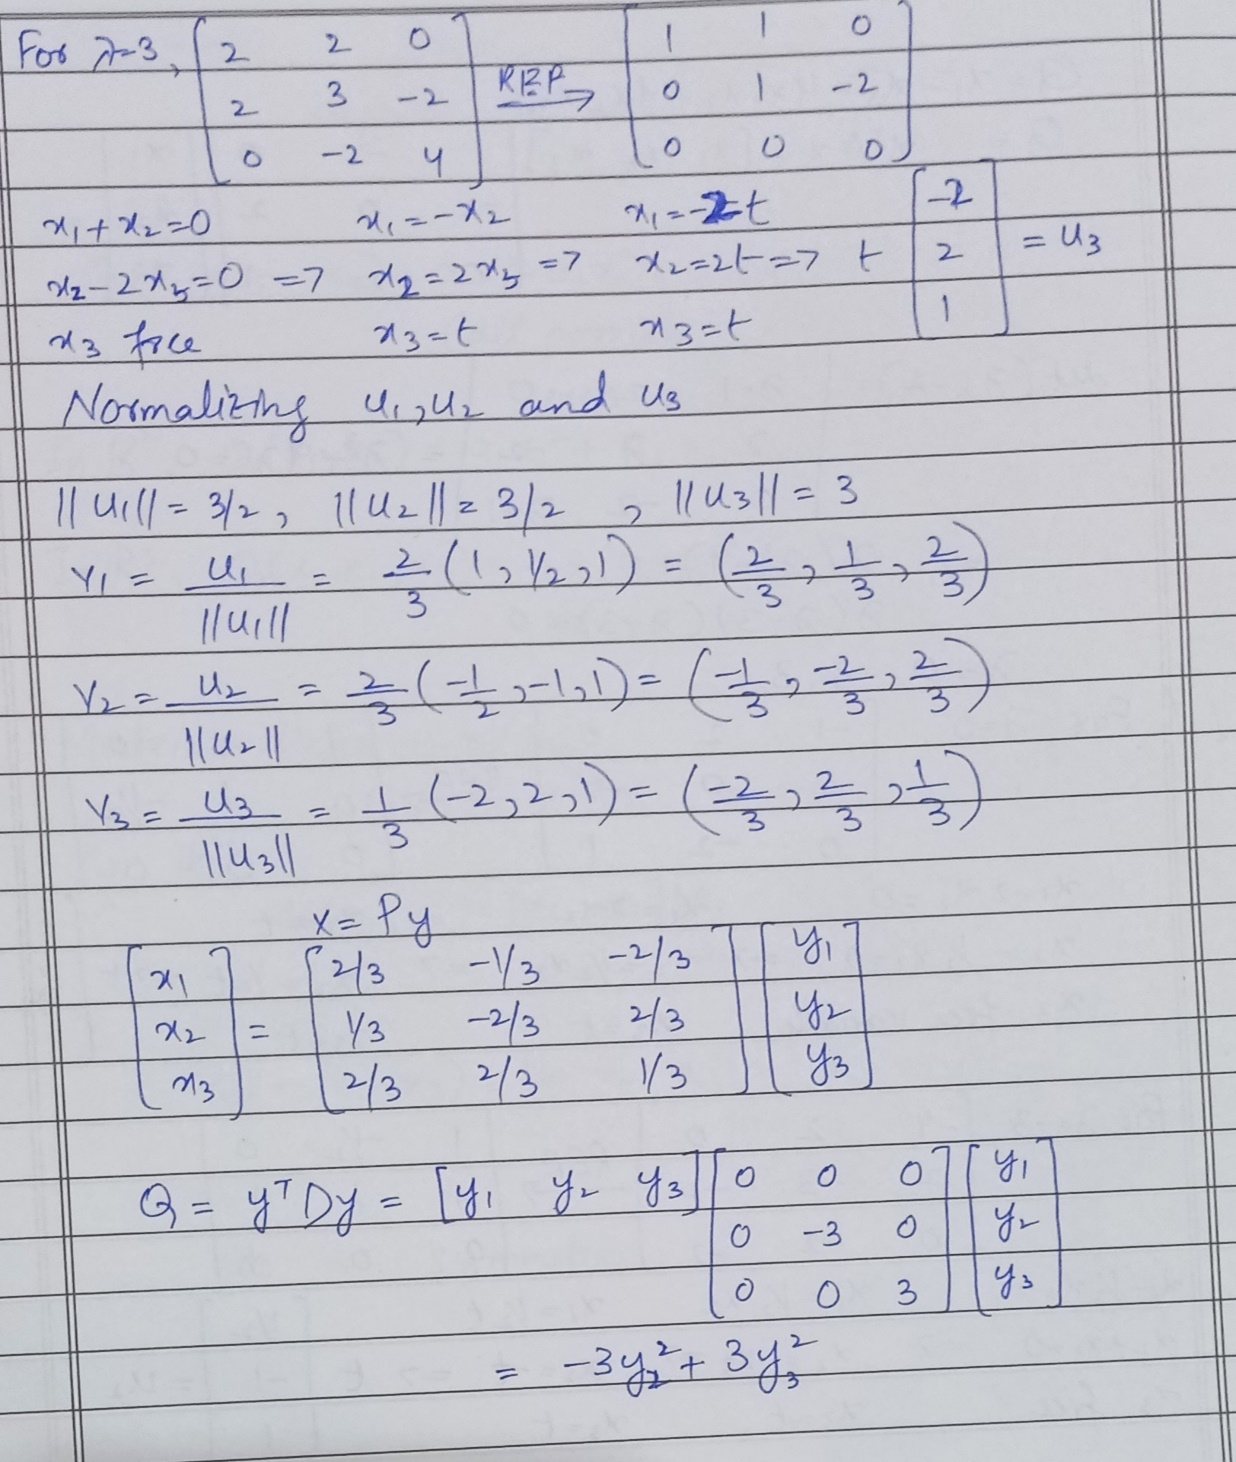 For λ=3, [2 2 0; 2 3 -2; 0 -2 4] REF→ [1 1 0; 0 1 -2; 0 0 0]
x₁+x₂=0 x₁=-x₂ x₁=-2t
x₂-2x₃=0 => x₂=2x₃ => x₂=2t => t [-2; 2; 1] = u₃
x₃ free x₃=t x₃=t
Normalizing u₁,u₂ and u₃
||u₁|| = 3/2, ||u₂|| = 3/2, ||u₃|| = 3
v₁ = u₁/||u₁|| = 2/3 (1, 1/2, 1) = (2/3, 1/3, 2/3)
v₂ = u₂/||u₂|| = 2/3 (-1/2, -1, 1) = (-1/3, -2/3, 2/3)
v₃ = u₃/||u₃|| = 1/3 (-2, 2, 1) = (-2/3, 2/3, 1/3)
x = Py
[x₁; x₂; x₃] = [2/3 -1/3 -2/3; 1/3 -2/3 2/3; 2/3 2/3 1/3] [y₁; y₂; y₃]
Q = yᵀDy = [y₁ y₂ y₃] [0 0 0; 0 -3 0; 0 0 3] [y₁; y₂; y₃]
= -3y₂² + 3y₃²